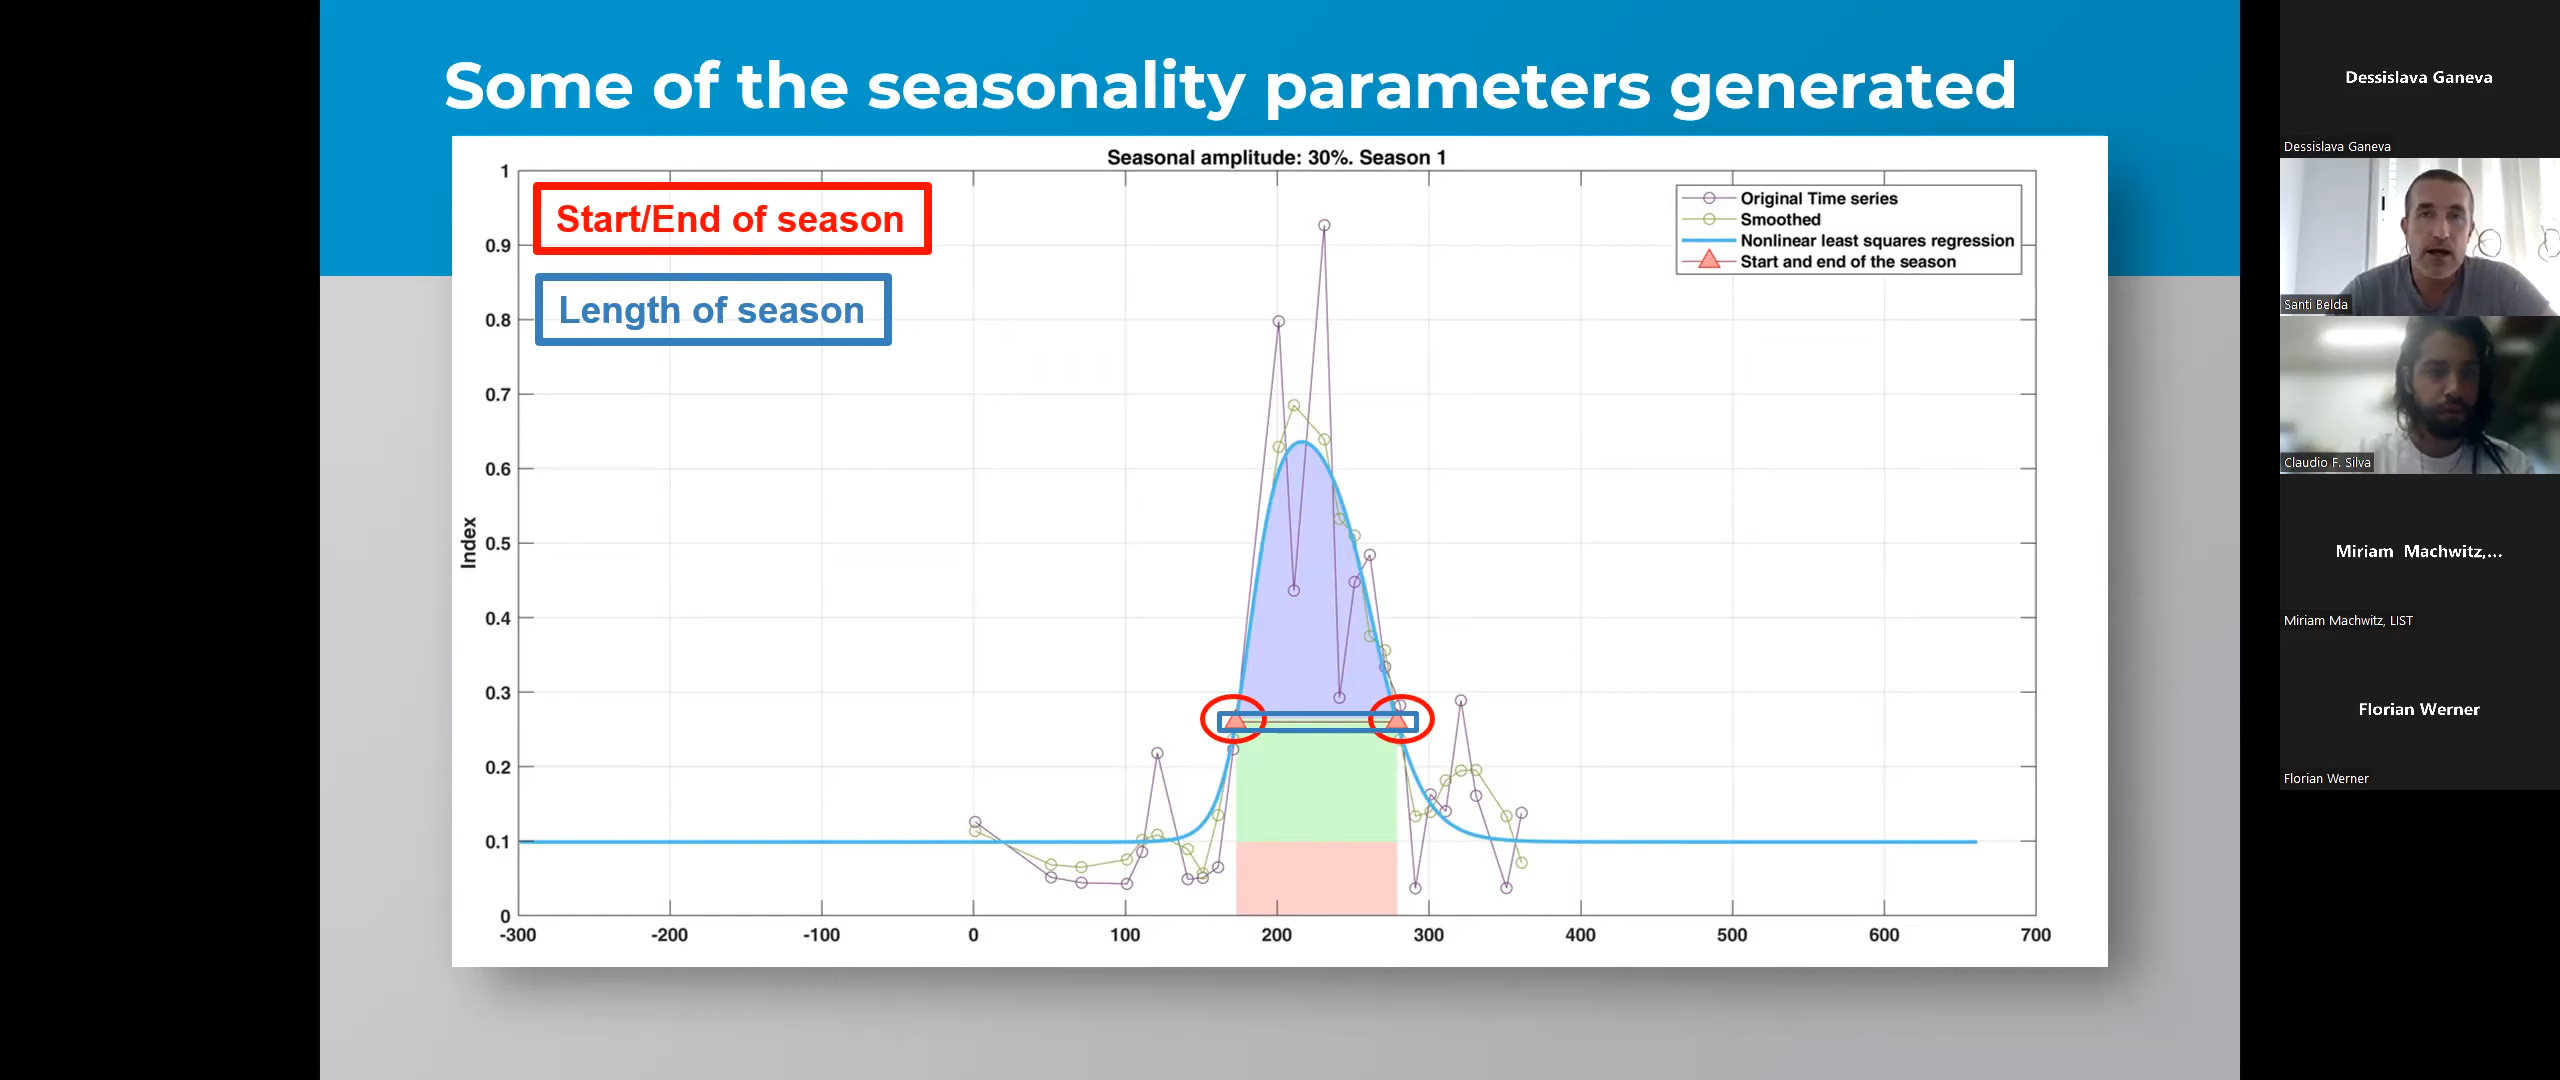 Some of the seasonality parameters generated
Seasonal amplitude: 30%. Season 1
Start/End of season
Length of season
Original Time series
Smoothed
Nonlinear least squares regression
Start and end of the season
Index
1
0.9
0.8
0.7
0.6
0.5
0.4
0.3
0.2
0.1
0
-300
-200
-100
0
100
200
300
400
500
600
700
Dessislava Ganeva
Dessislava Ganeva
Santi Belda
Claudio F. Silva
Miriam Machwitz,...
Miriam Machwitz, LIST
Florian Werner
Florian Werner